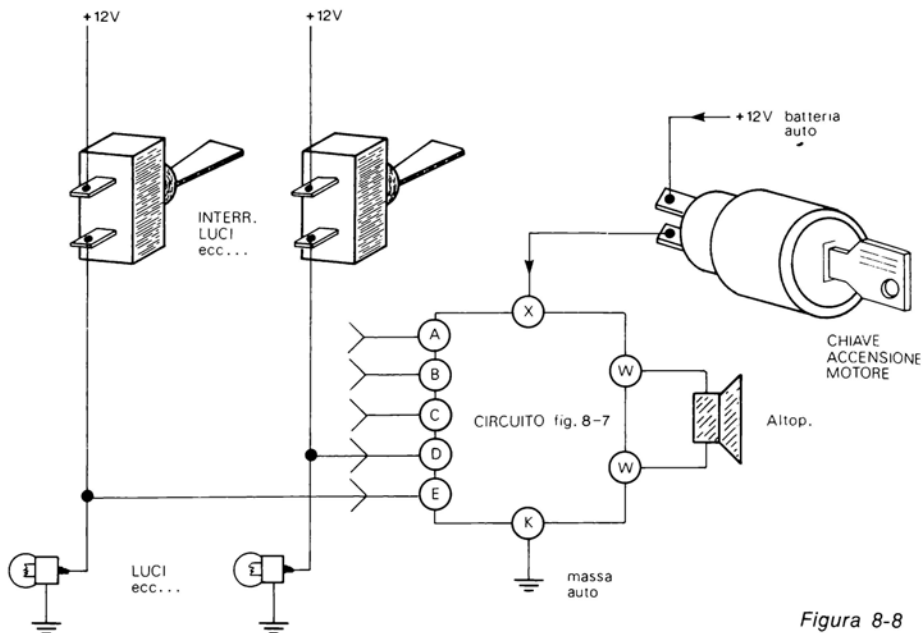 +12V
+12V
+12V batteria
auto
INTERR.
LUCI
ecc...
X
CHIAVE
ACCENSIONE
MOTORE
A
B
C
D
E
W
W
CIRCUITO fig. 8-7
Altop.
K
massa
auto
LUCI
ecc...
Figura 8-8